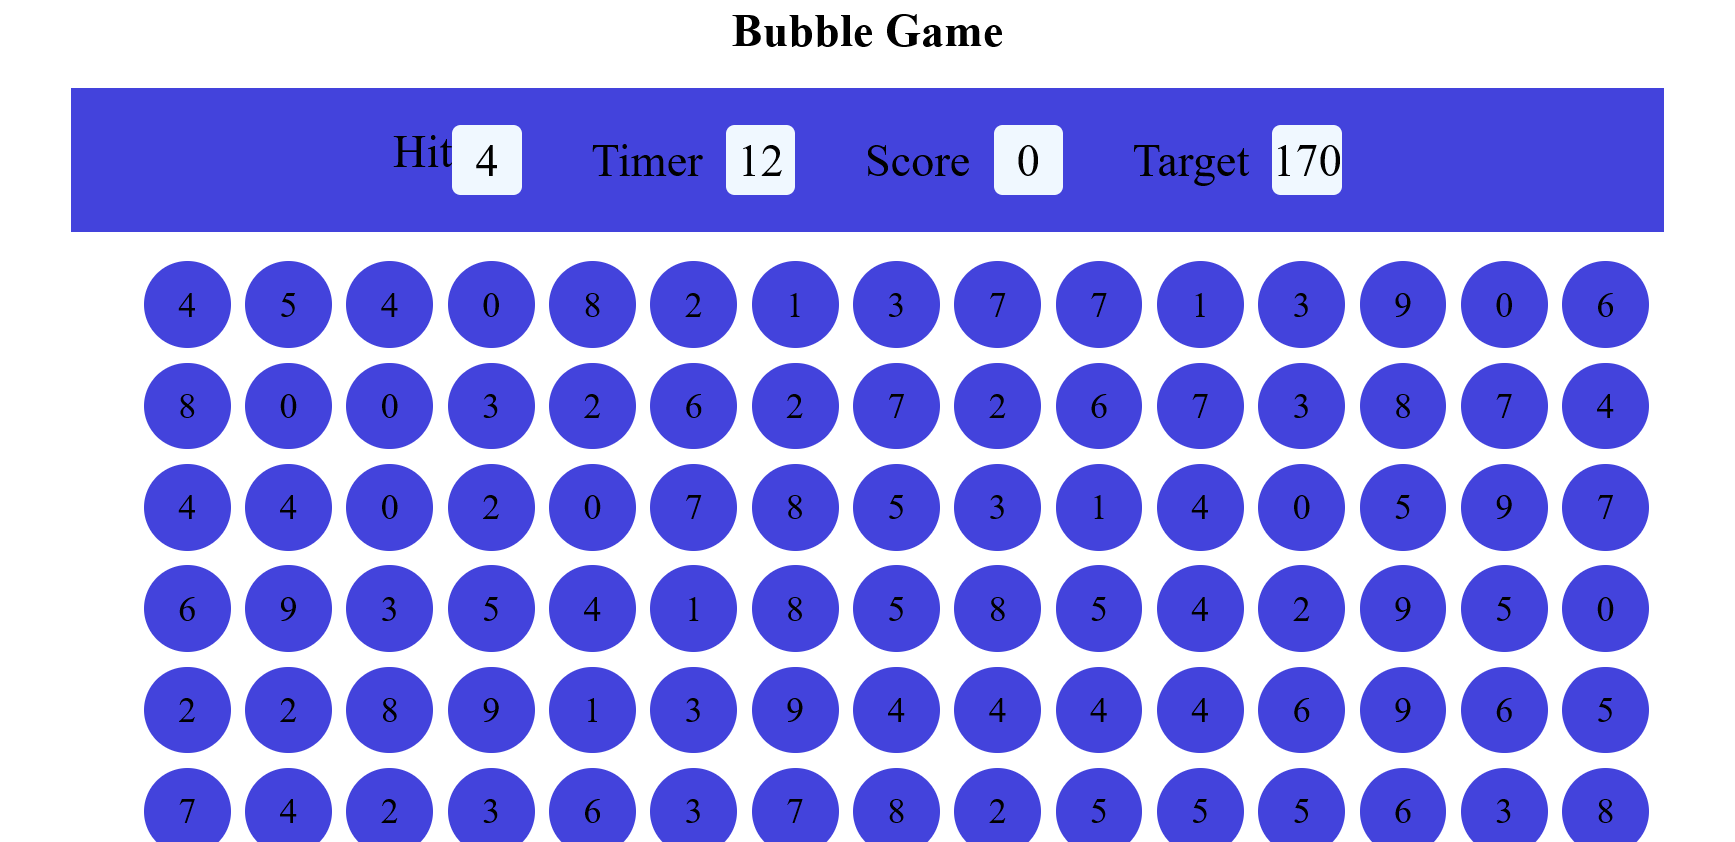 Bubble Game
Hit 4 Timer 12 Score 0 Target 170
4 5 4 0 8 2 1 3 7 7 1 3 9 0 6
8 0 0 3 2 6 2 7 2 6 7 3 8 7 4
4 4 0 2 0 7 8 5 3 1 4 0 5 9 7
6 9 3 5 4 1 8 5 8 5 4 2 9 5 0
2 2 8 9 1 3 9 4 4 4 4 6 9 6 5
7 4 2 3 6 3 7 8 2 5 5 5 6 3 8